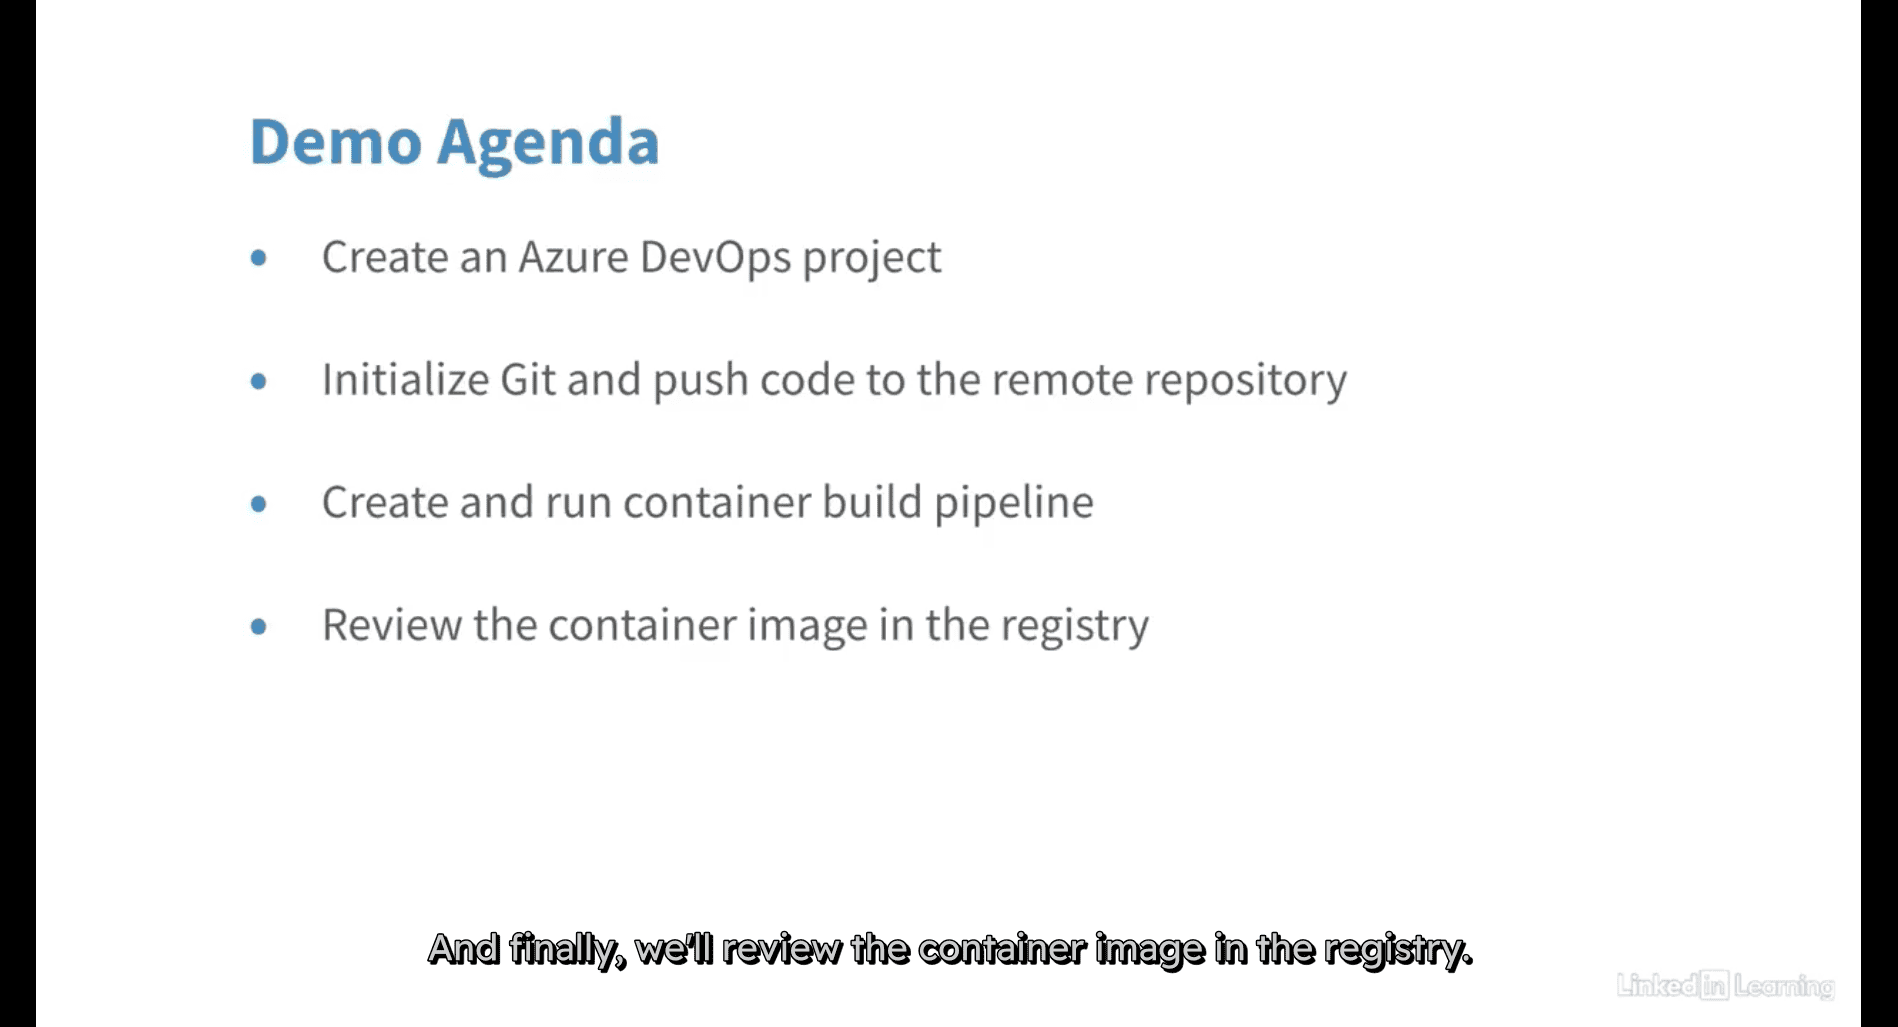 Demo Agenda
• Create an Azure DevOps project
• Initialize Git and push code to the remote repository
• Create and run container build pipeline
• Review the container image in the registry
And finally, we'll review the container image in the registry.
Linked in Learning